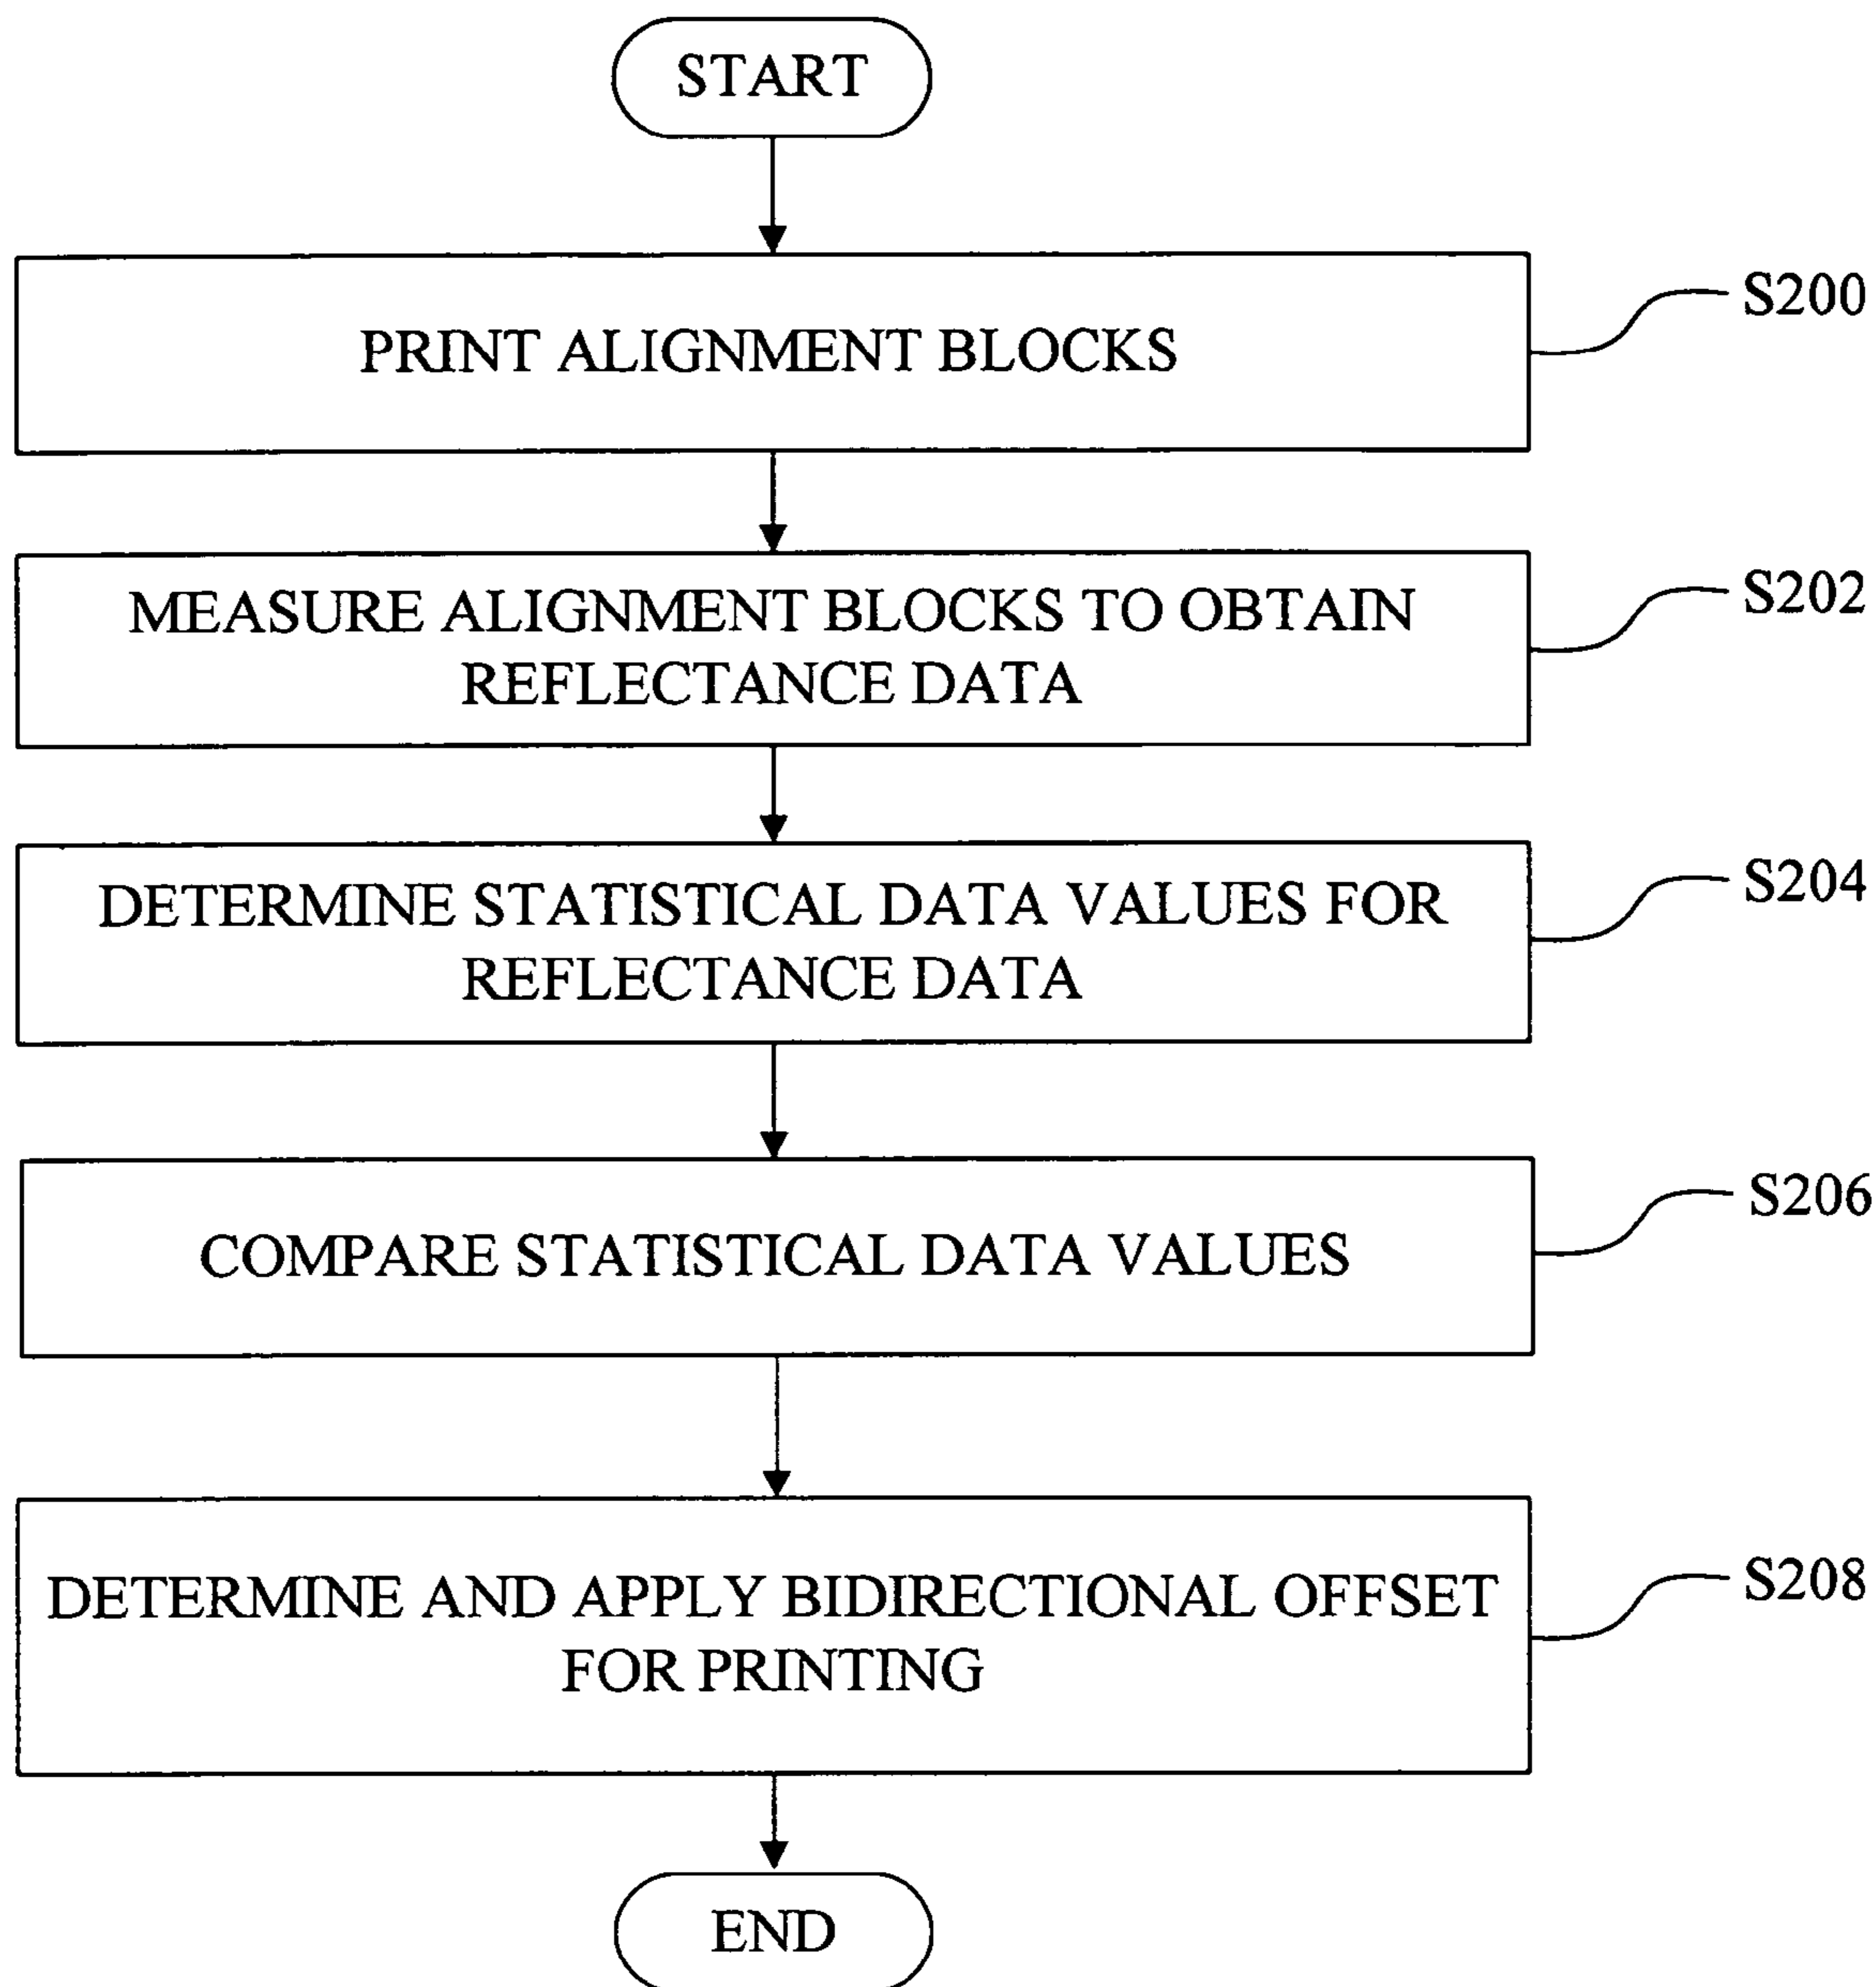 START
PRINT ALIGNMENT BLOCKS
S200
MEASURE ALIGNMENT BLOCKS TO OBTAIN
REFLECTANCE DATA
S202
DETERMINE STATISTICAL DATA VALUES FOR
REFLECTANCE DATA
S204
COMPARE STATISTICAL DATA VALUES
S206
DETERMINE AND APPLY BIDIRECTIONAL OFFSET
FOR PRINTING
S208
END